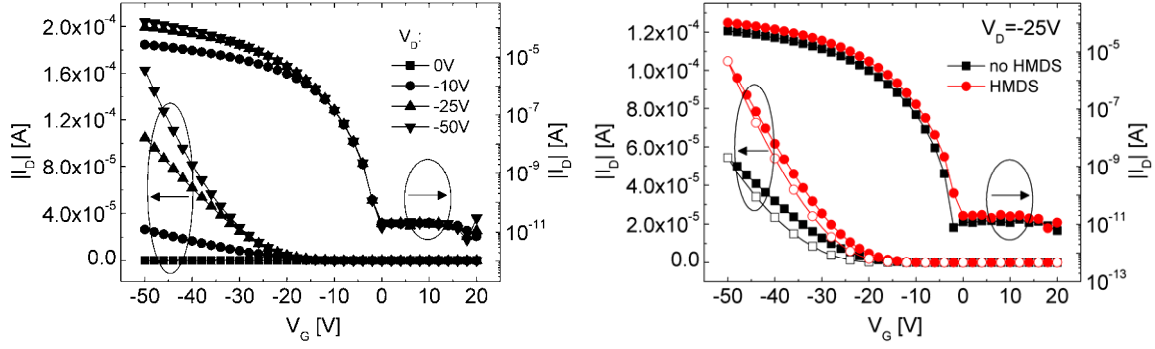 2.0x10⁻⁴
1.6x10⁻⁴
1.2x10⁻⁴
8.0x10⁻⁵
4.0x10⁻⁵
0.0
|I_D| [A]
V_D:
0V
-10V
-25V
-50V
10⁻⁵
10⁻⁷
10⁻⁹
10⁻¹¹
|I_D| [A]
-50 -40 -30 -20 -10 0 10 20
V_G [V]
1.2x10⁻⁴
1.0x10⁻⁴
8.0x10⁻⁵
6.0x10⁻⁵
4.0x10⁻⁵
2.0x10⁻⁵
0.0
|I_D| [A]
V_D=-25V
no HMDS
HMDS
10⁻⁵
10⁻⁷
10⁻⁹
10⁻¹¹
10⁻¹³
|I_D| [A]
-50 -40 -30 -20 -10 0 10 20
V_G [V]